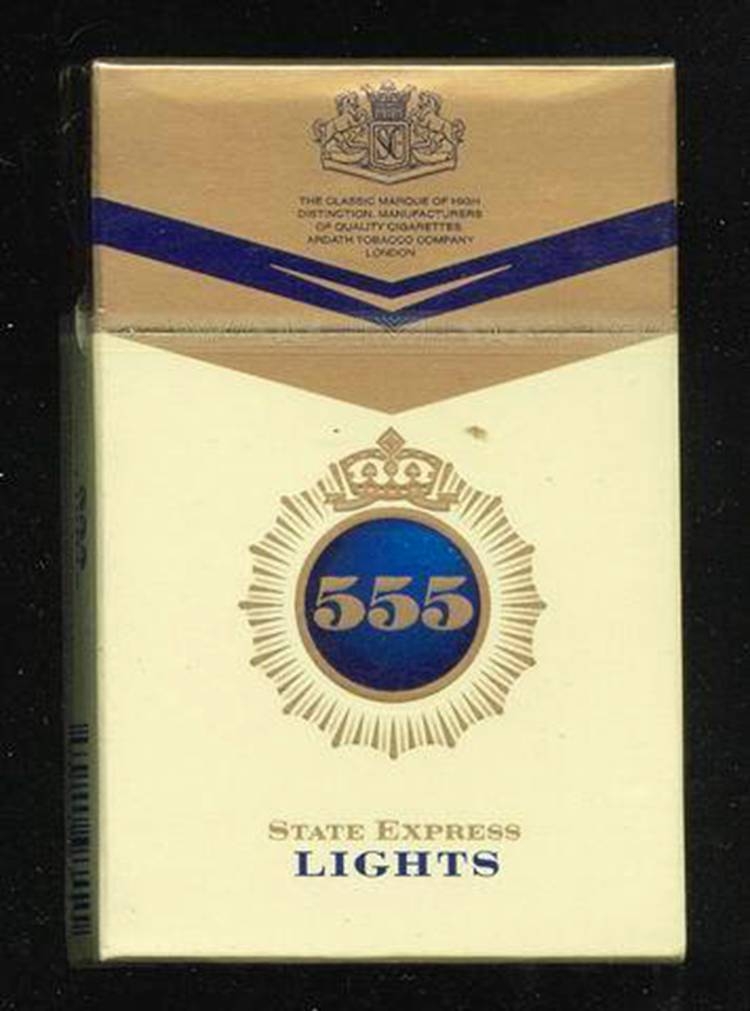 THE CLASSIC MARQUE OF HIGH
DISTINCTION. MANUFACTURERS
OF QUALITY CIGARETTES
ARDATH TOBACCO COMPANY
LONDON
555
STATE EXPRESS
LIGHTS